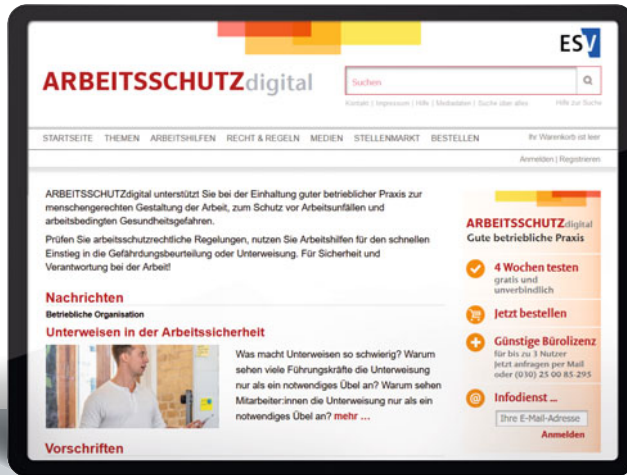 ESV
ARBEITSSCHUTZdigital
Suchen
Kontakt | Impressum | Hilfe | Mediadaten | Suche über alles
Hilfe zur Suche
STARTSEITE THEMEN ARBEITSHILFEN RECHT & REGELN MEDIEN STELLENMARKT BESTELLEN
Ihr Warenkorb ist leer
Anmelden | Registrieren
ARBEITSSCHUTZdigital unterstützt Sie bei der Einhaltung guter betrieblicher Praxis zur
menschengerechten Gestaltung der Arbeit, zum Schutz vor Arbeitsunfällen und
arbeitsbedingten Gesundheitsgefahren.
Prüfen Sie arbeitsschutzrechtliche Regelungen, nutzen Sie Arbeitshilfen für den schnellen
Einstieg in die Gefährdungsbeurteilung oder Unterweisung. Für Sicherheit und
Verantwortung bei der Arbeit!
Nachrichten
Betriebliche Organisation
Unterweisen in der Arbeitssicherheit
Was macht Unterweisen so schwierig? Warum
sehen viele Führungskräfte die Unterweisung
nur als ein notwendiges Übel an? Warum sehen
Mitarbeiter:innen die Unterweisung nur als ein
notwendiges Übel an? mehr ...
Vorschriften
ARBEITSSCHUTZdigital
Gute betriebliche Praxis
4 Wochen testen
gratis und
unverbindlich
Jetzt bestellen
Günstige Bürolizenz
für bis zu 3 Nutzer
Jetzt anfragen per Mail
oder (030) 25 00 85-295
Infodienst ...
Ihre E-Mail-Adresse
Anmelden